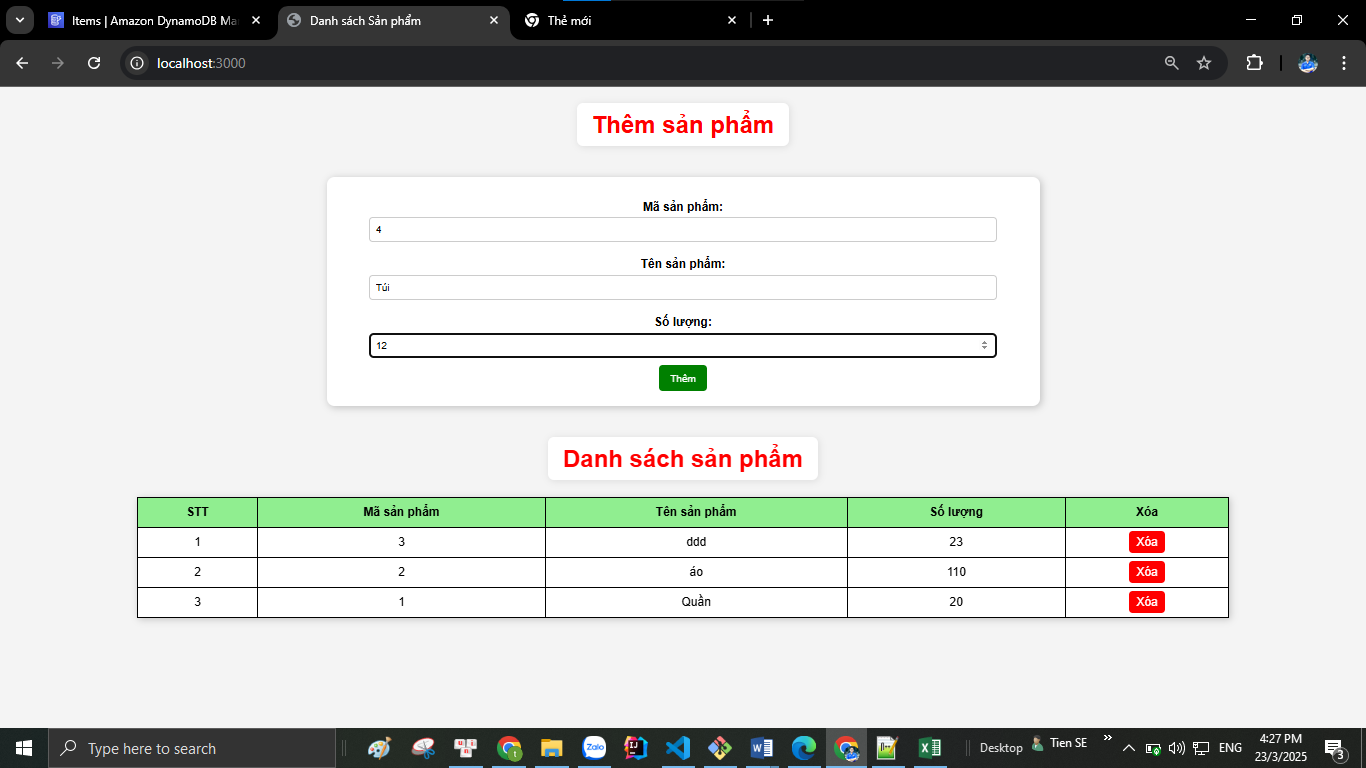 Items | Amazon DynamoDB Ma
Danh sách Sản phẩm
Thẻ mới
localhost:3000
Thêm sản phẩm
Mã sản phẩm:
4
Tên sản phẩm:
Túi
Số lượng:
12
Thêm
Danh sách sản phẩm
STT Mã sản phẩm Tên sản phẩm Số lượng Xóa
1 3 ddd 23 Xóa
2 2 áo 110 Xóa
3 1 Quần 20 Xóa
Type here to search
Desktop
Tien SE
ENG
4:27 PM
23/3/2025
3